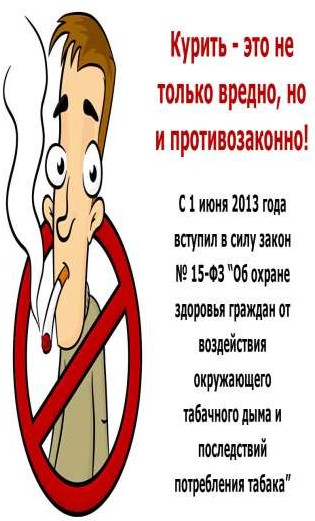 Курить - это не
только вредно, но
и противозаконно!
С 1 июня 2013 года
вступил в силу закон
№ 15-ФЗ "Об охране
здоровья граждан от
воздействия
окружающего
табачного дыма и
последствий
потребления табака"